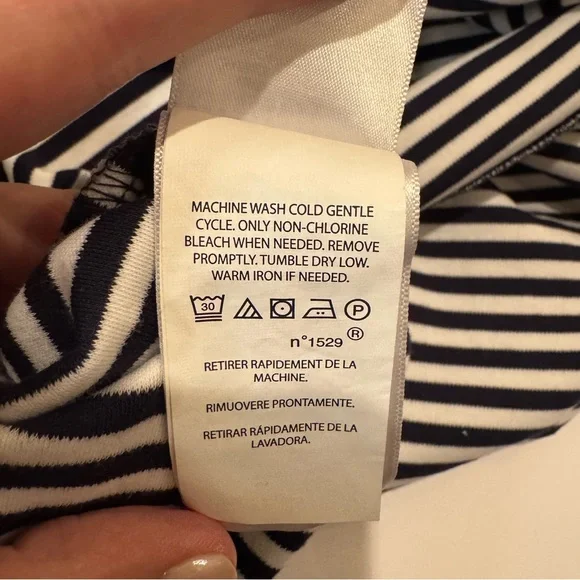 MACHINE WASH COLD GENTLE
CYCLE. ONLY NON-CHLORINE
BLEACH WHEN NEEDED. REMOVE
PROMPTLY. TUMBLE DRY LOW.
WARM IRON IF NEEDED.
30 P
n°1529 ®
RETIRER RAPIDEMENT DE LA
MACHINE.
RIMUOVERE PRONTAMENTE.
RETIRAR RÁPIDAMENTE DE LA
LAVADORA.